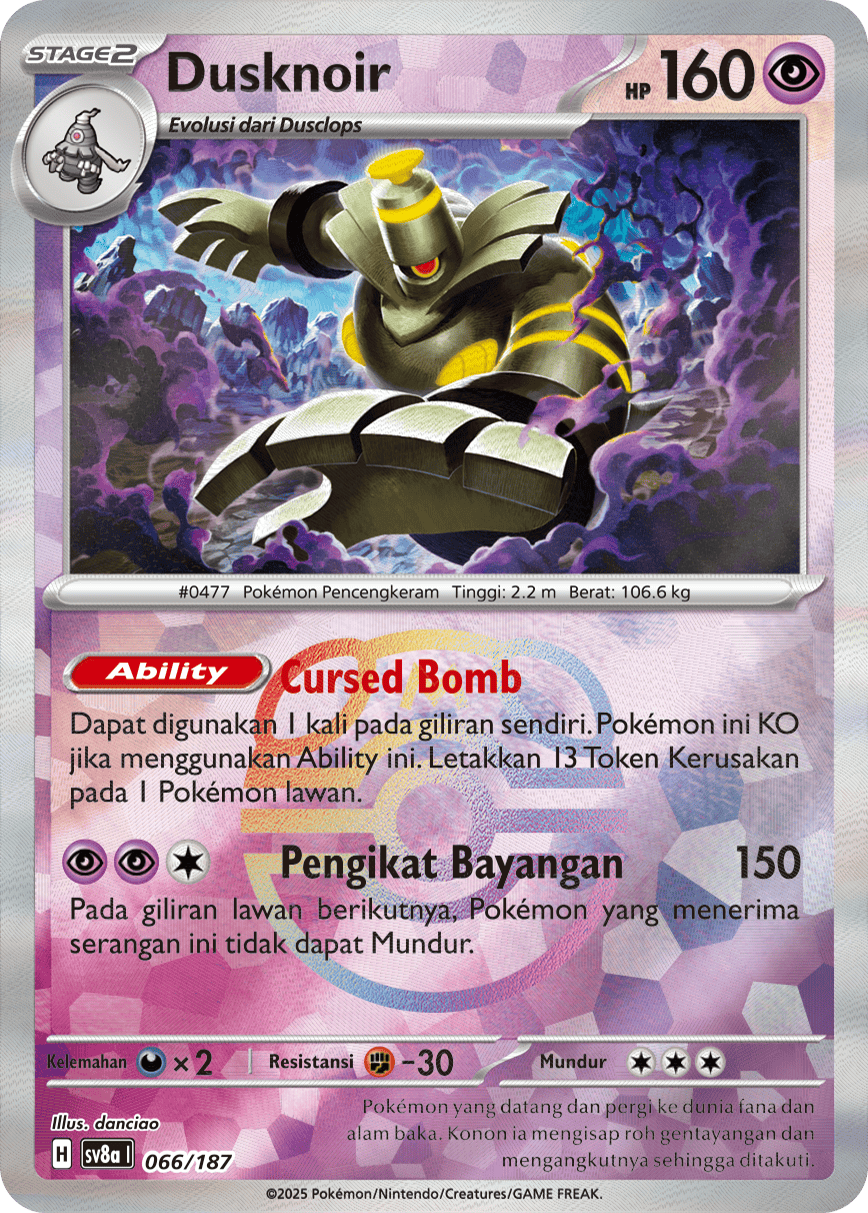 STAGE2
Dusknoir
HP 160
Evolusi dari Dusclops
#0477 Pokémon Pencengkeram Tinggi: 2.2 m Berat: 106.6 kg
Ability Cursed Bomb
Dapat digunakan 1 kali pada giliran sendiri. Pokémon ini KO
jika menggunakan Ability ini. Letakkan 13 Token Kerusakan
pada 1 Pokémon lawan.
Pengikat Bayangan 150
Pada giliran lawan berikutnya, Pokémon yang menerima
serangan ini tidak dapat Mundur.
Kelemahan ×2 Resistansi -30 Mundur
Illus. danciao
Pokémon yang datang dan pergi ke dunia fana dan
alam baka. Konon ia mengisap roh gentayangan dan
mengangkutnya sehingga ditakuti.
H sv8a I 066/187
©2025 Pokémon/Nintendo/Creatures/GAME FREAK.